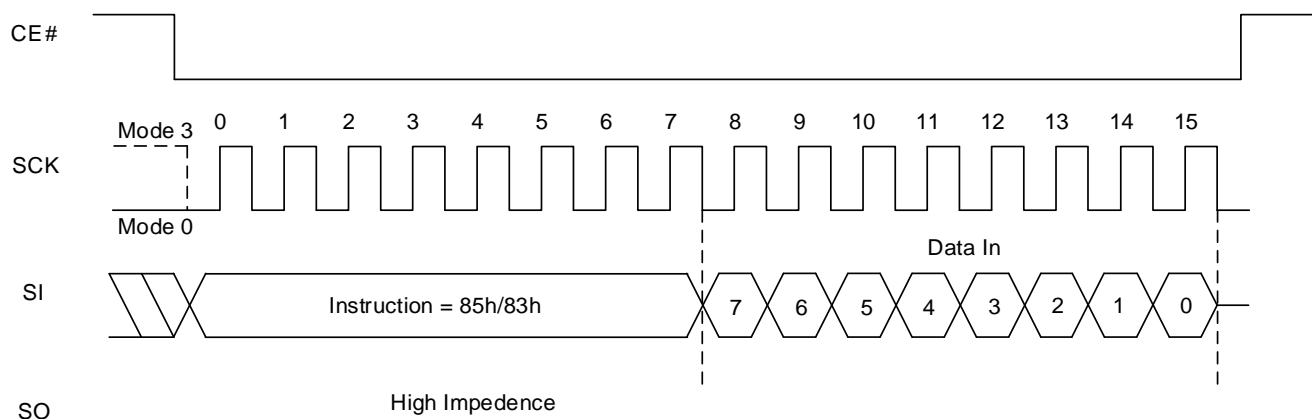 CE#
0 1 2 3 4 5 6 7 8 9 10 11 12 13 14 15
Mode 3
SCK
Mode 0
Data In
SI
Instruction = 85h/83h
7 6 5 4 3 2 1 0
High Impedence
SO